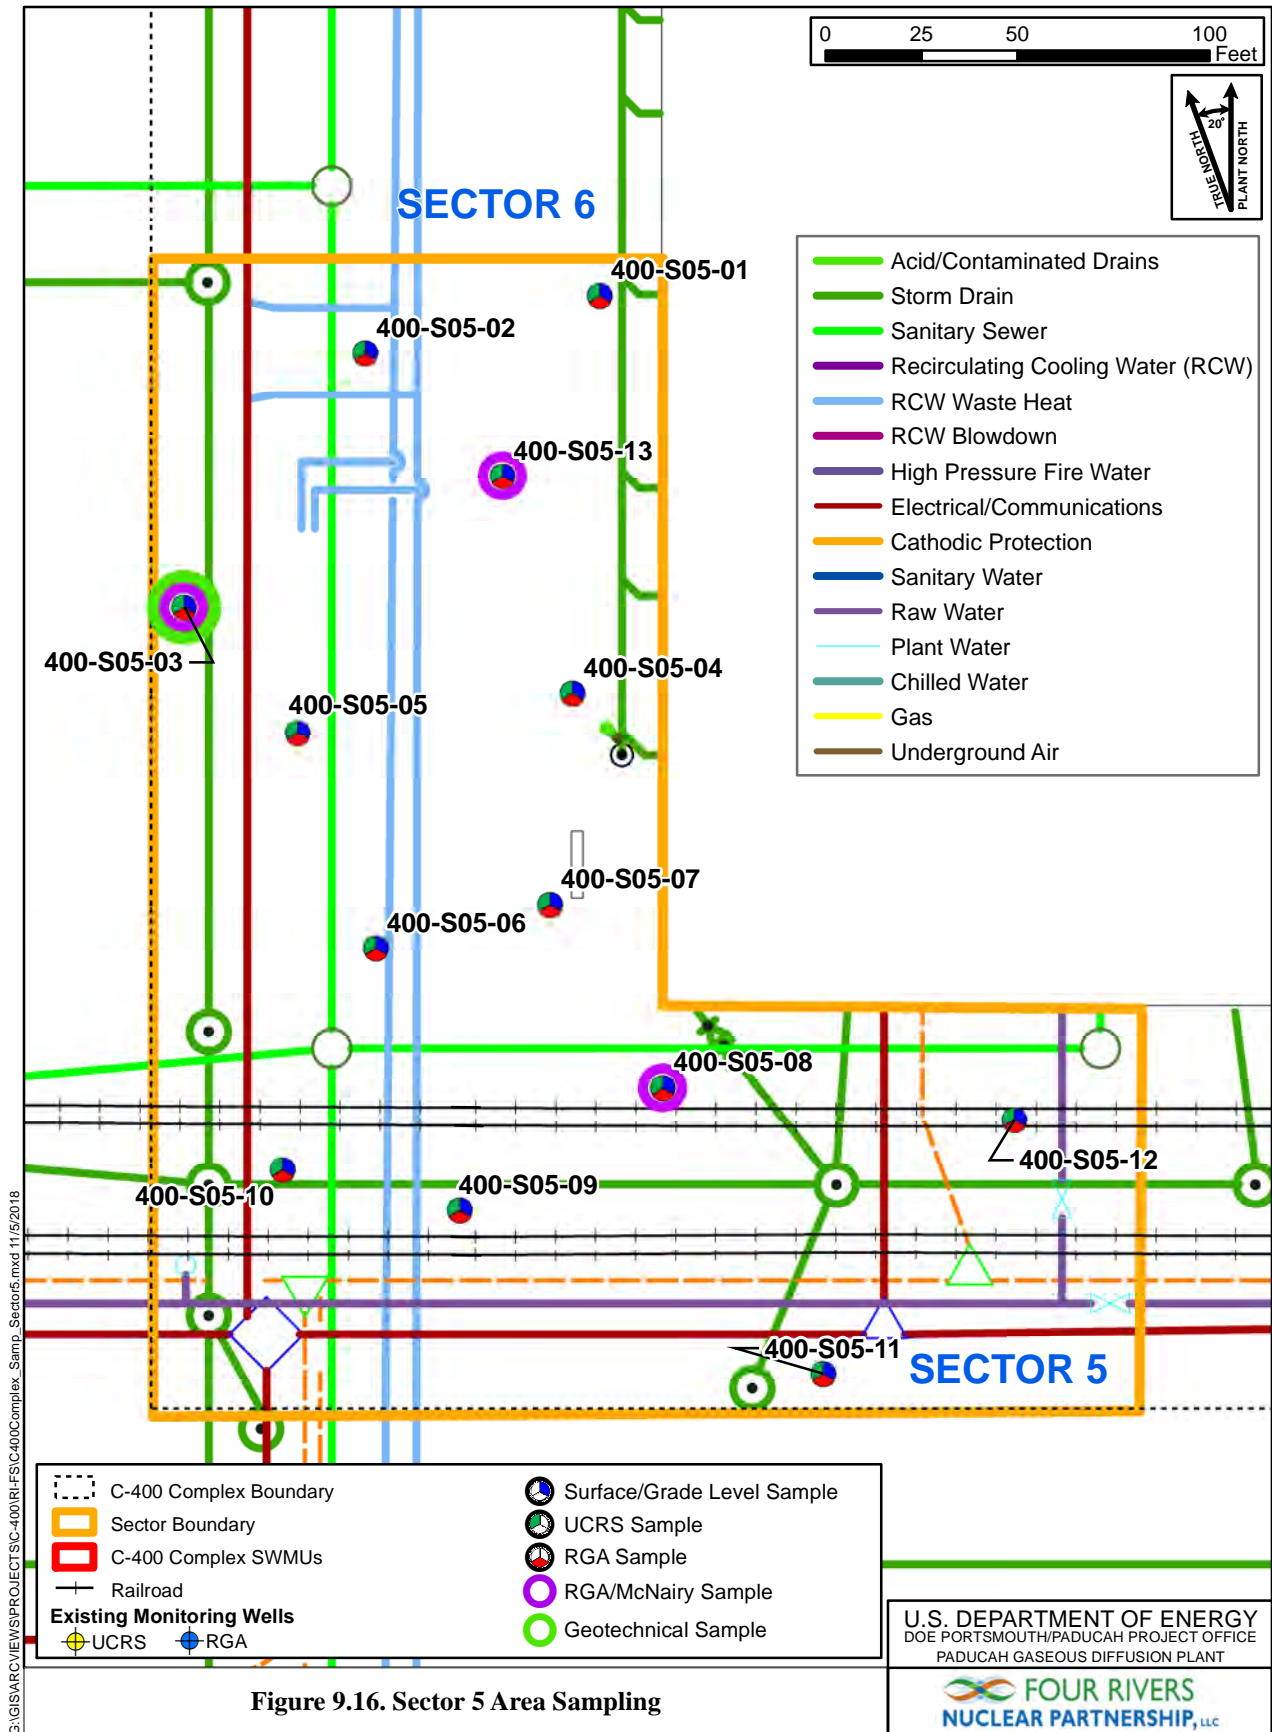 0 25 50 100
Feet
20°
TRUE NORTH
PLANT NORTH
SECTOR 6
Acid/Contaminated Drains
Storm Drain
Sanitary Sewer
Recirculating Cooling Water (RCW)
RCW Waste Heat
RCW Blowdown
High Pressure Fire Water
Electrical/Communications
Cathodic Protection
Sanitary Water
Raw Water
Plant Water
Chilled Water
Gas
Underground Air
400-S05-01
400-S05-02
400-S05-13
400-S05-03
400-S05-04
400-S05-05
400-S05-07
400-S05-06
400-S05-08
400-S05-12
400-S05-10
400-S05-09
400-S05-11
SECTOR 5
G:\GIS\ARCVIEWS\PROJECTS\C-400\RI-FS\C400Complex_Samp_Sector5.mxd 11/5/2018
C-400 Complex Boundary
Sector Boundary
C-400 Complex SWMUs
Railroad
Existing Monitoring Wells
UCRS RGA
Surface/Grade Level Sample
UCRS Sample
RGA Sample
RGA/McNairy Sample
Geotechnical Sample
U.S. DEPARTMENT OF ENERGY
DOE PORTSMOUTH/PADUCAH PROJECT OFFICE
PADUCAH GASEOUS DIFFUSION PLANT
FOUR RIVERS
NUCLEAR PARTNERSHIP, LLC
Figure 9.16. Sector 5 Area Sampling